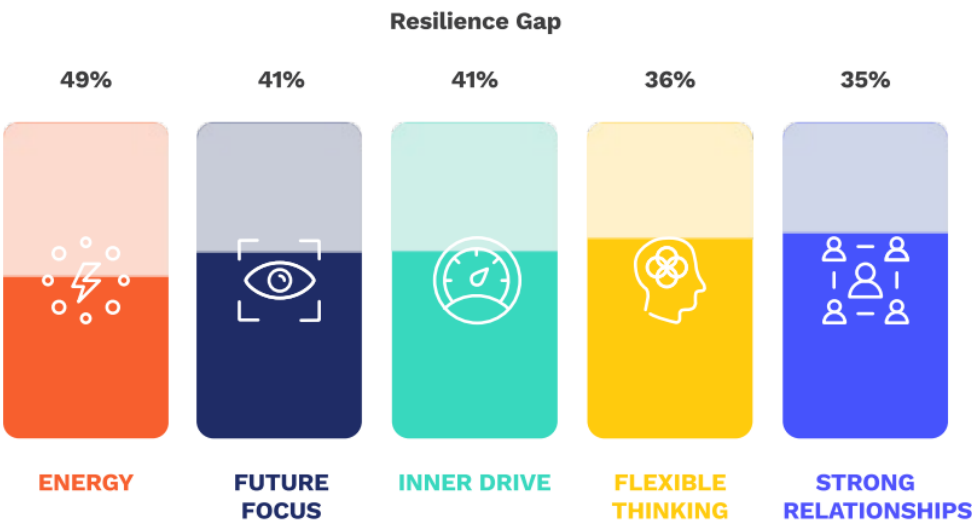 Resilience Gap
49%
41%
41%
36%
35%
ENERGY
FUTURE
FOCUS
INNER DRIVE
FLEXIBLE
THINKING
STRONG
RELATIONSHIPS